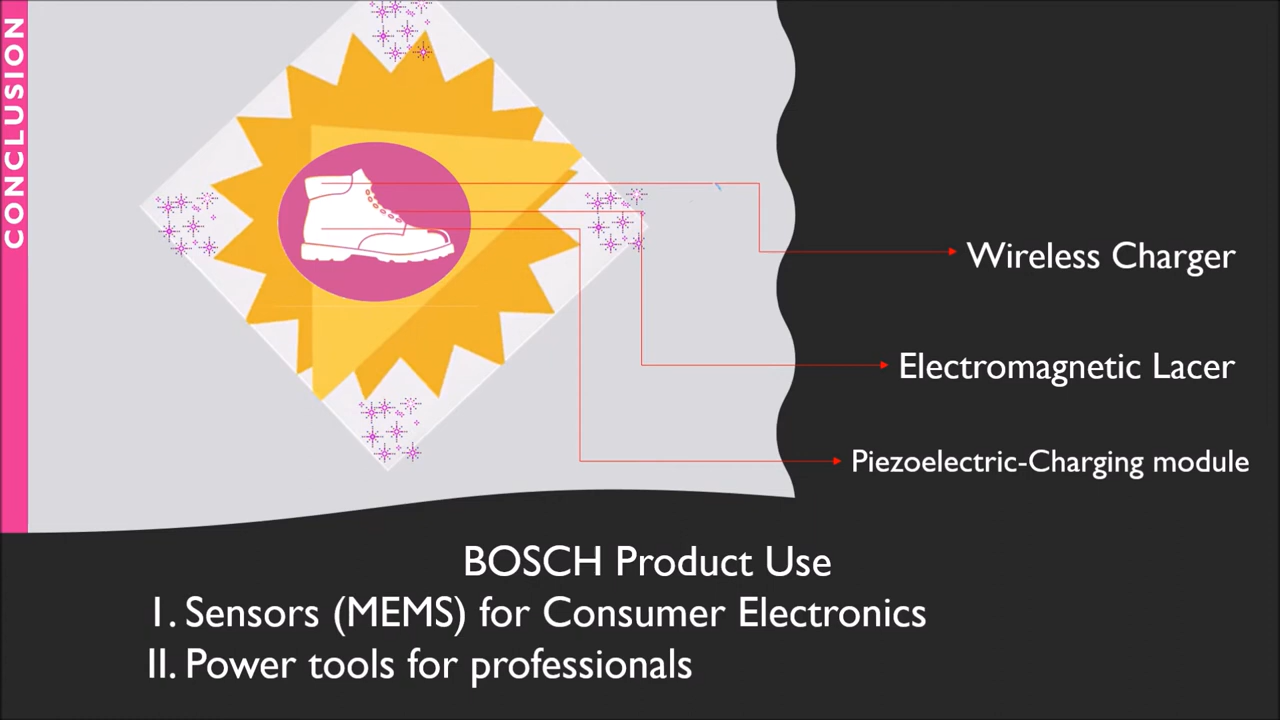 CONCLUSION
Wireless Charger
Electromagnetic Lacer
Piezoelectric-Charging module
BOSCH Product Use
I. Sensors (MEMS) for Consumer Electronics
II. Power tools for professionals